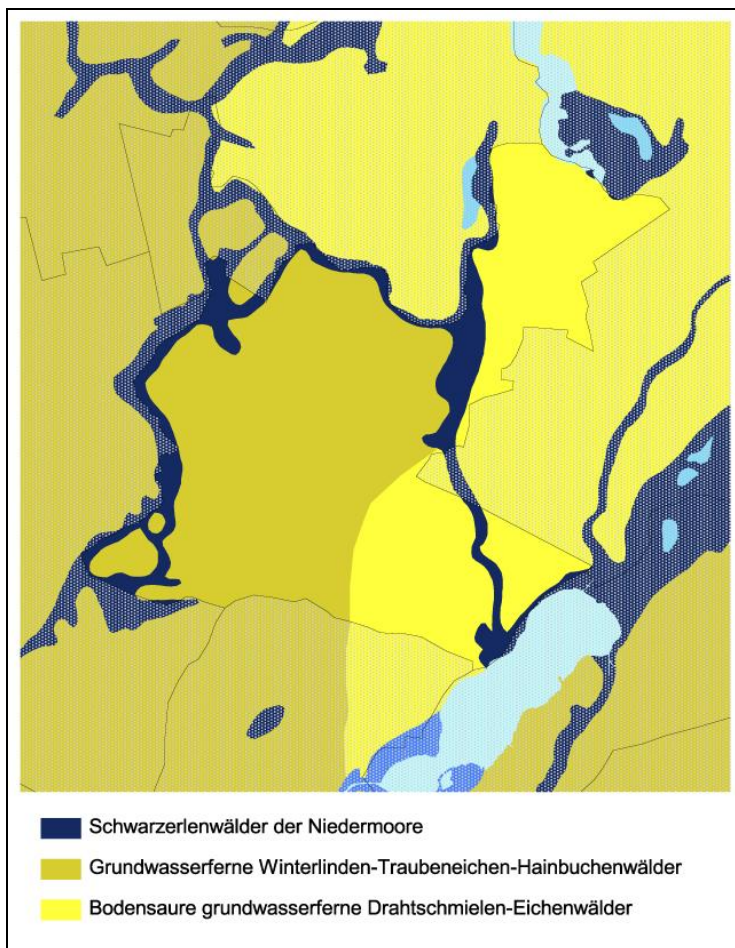 Schwarzerlenwälder der Niedermoore
Grundwasserferne Winterlinden-Traubeneichen-Hainbuchenwälder
Bodensaure grundwasserferne Drahtschmielen-Eichenwälder